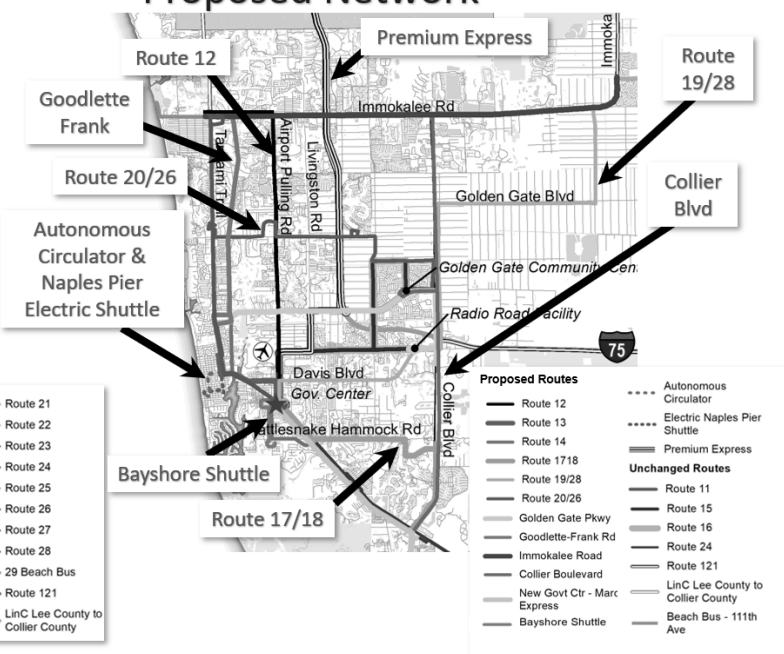 Proposed Network
Premium Express
Route 12
Route
19/28
Goodlette
Frank
Immokalee Rd
Immoka
Tamiami Trail
Airport Pulling Rd
Livingston Rd
Route 20/26
Golden Gate Blvd
Collier
Blvd
Autonomous
Circulator &
Naples Pier
Electric Shuttle
Golden Gate Community Cen
Radio Road Facility
75
Davis Blvd
Gov. Center
Collier Blvd
attlesnake Hammock Rd
Bayshore Shuttle
Route 17/18
Route 21
Route 22
Route 23
Route 24
Route 25
Route 26
Route 27
Route 28
29 Beach Bus
Route 121
LinC Lee County to
Collier County
Proposed Routes
Route 12
Route 13
Route 14
Route 1718
Route 19/28
Route 20/26
Golden Gate Pkwy
Goodlette-Frank Rd
Immokalee Road
Collier Boulevard
New Govt Ctr - Marc
Express
Bayshore Shuttle
Autonomous
Circulator
Electric Naples Pier
Shuttle
Premium Express
Unchanged Routes
Route 11
Route 15
Route 16
Route 24
Route 121
LinC Lee County to
Collier County
Beach Bus - 111th
Ave